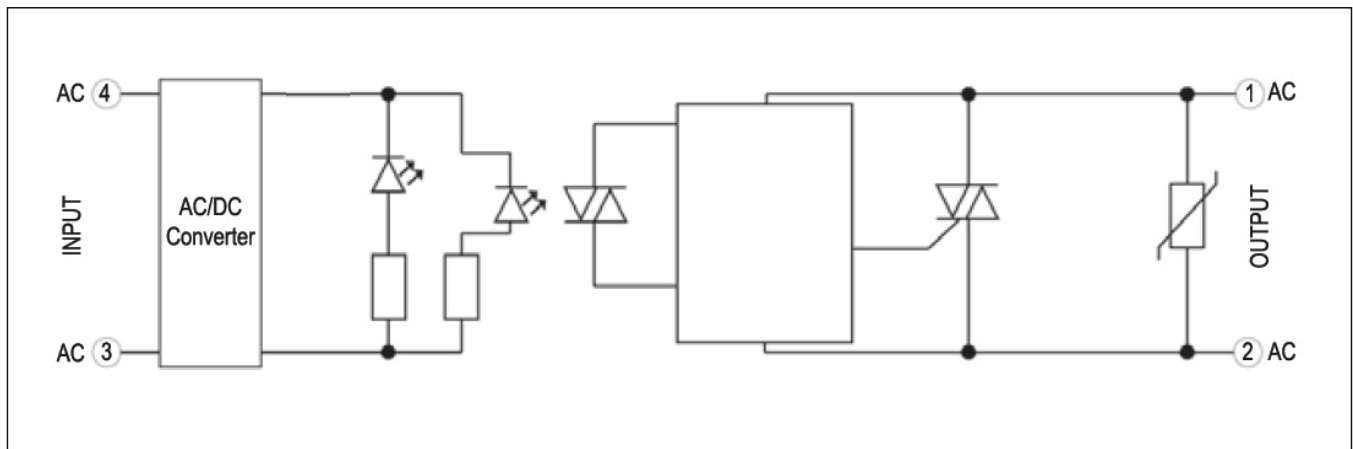 AC 4
1 AC
INPUT
AC/DC
Converter
OUTPUT
AC 3
2 AC